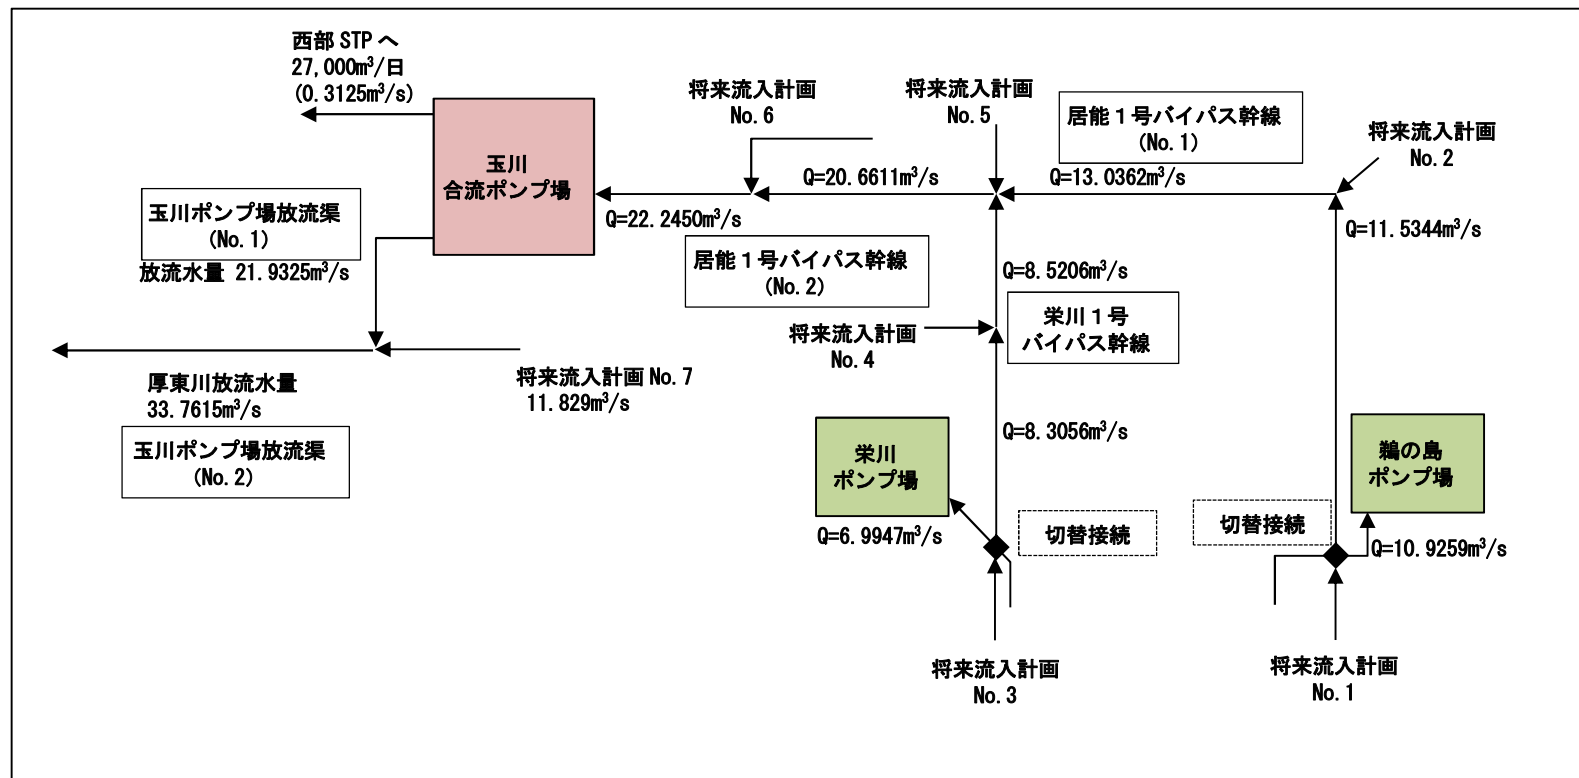 西部 STP へ
27,000m³/日
(0.3125m³/s)
玉川
合流ポンプ場
玉川ポンプ場放流渠
(No.1)
放流水量 21.9325m³/s
厚東川放流水量
33.7615m³/s
玉川ポンプ場放流渠
(No.2)
将来流入計画 No.7
11.829m³/s
将来流入計画
No.6
将来流入計画
No.5
居能１号バイパス幹線
(No.1)
将来流入計画
No.2
Q=20.6611m³/s
Q=13.0362m³/s
Q=22.2450m³/s
Q=11.5344m³/s
居能１号バイパス幹線
(No.2)
Q=8.5206m³/s
将来流入計画
No.4
栄川１号
バイパス幹線
Q=8.3056m³/s
栄川
ポンプ場
鵜の島
ポンプ場
Q=6.9947m³/s
切替接続
切替接続
Q=10.9259m³/s
将来流入計画
No.3
将来流入計画
No.1